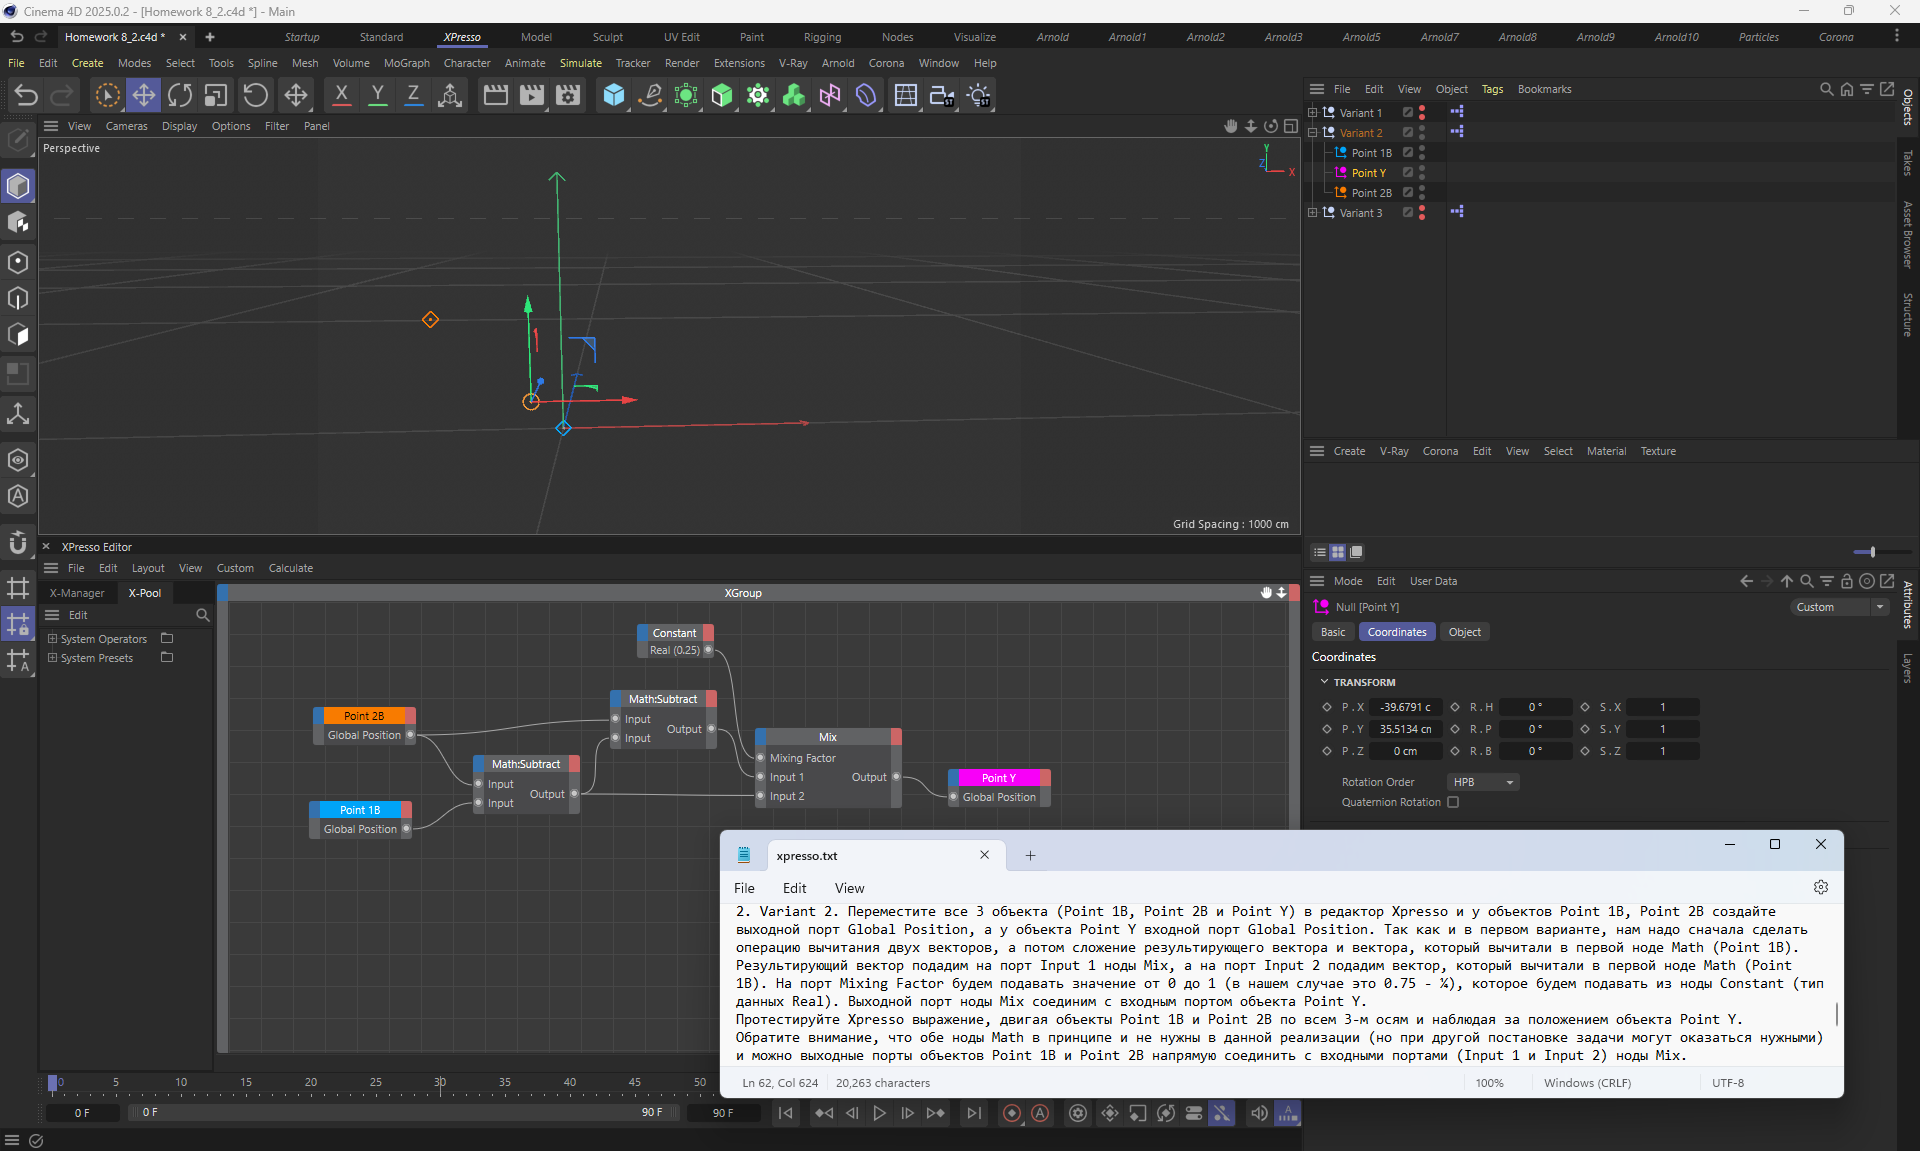 Cinema 4D 2025.0.2 - [Homework 8_2.c4d *] - Main
Homework 8_2.c4d * × +
Startup Standard XPresso Model Sculpt UV Edit Paint Rigging Nodes Visualize Arnold Arnold1 Arnold2 Arnold3 Arnold5 Arnold7 Arnold8 Arnold9 Arnold10 Particles Corona
File Edit Create Modes Select Tools Spline Mesh Volume MoGraph Character Animate Simulate Tracker Render Extensions V-Ray Arnold Corona Window Help
X Y Z
ST ST
View Cameras Display Options Filter Panel
Perspective
Y
Z
X
Grid Spacing : 1000 cm
File Edit View Object Tags Bookmarks
Variant 1
Variant 2
Point 1B
Point Y
Point 2B
Variant 3
Objects
Takes
Asset Browser
Structure
Create V-Ray Corona Edit View Select Material Texture
Mode Edit User Data
Null [Point Y]
Custom
Basic Coordinates Object
Coordinates
TRANSFORM
P . X -39.6791 c R . H 0 ° S . X 1
P . Y 35.5134 cn R . P 0 ° S . Y 1
P . Z 0 cm R . B 0 ° S . Z 1
Rotation Order HPB
Quaternion Rotation
Attributes
Layers
XPresso Editor
File Edit Layout View Custom Calculate
X-Manager X-Pool
Edit
System Operators
System Presets
XGroup
Constant
Real (0.25)
Math:Subtract
Input
Output
Input
Point 2B
Global Position
Math:Subtract
Input
Output
Input
Point 1B
Global Position
Mix
Mixing Factor
Input 1 Output
Input 2
Point Y
Global Position
xpresso.txt
File Edit View
2. Variant 2. Переместите все 3 объекта (Point 1B, Point 2B и Point Y) в редактор Xpresso и у объектов Point 1B, Point 2B создайте
выходной порт Global Position, а у объекта Point Y входной порт Global Position. Так как и в первом варианте, нам надо сначала сделать
операцию вычитания двух векторов, а потом сложение результирующего вектора и вектора, который вычитали в первой ноде Math (Point 1B).
Результирующий вектор подадим на порт Input 1 ноды Mix, а на порт Input 2 подадим вектор, который вычитали в первой ноде Math (Point
1B). На порт Mixing Factor будем подавать значение от 0 до 1 (в нашем случае это 0.75 - ¾), которое будем подавать из ноды Constant (тип
данных Real). Выходной порт ноды Mix соединим с входным портом объекта Point Y.
Протестируйте Xpresso выражение, двигая объекты Point 1B и Point 2B по всем 3-м осям и наблюдая за положением объекта Point Y.
Обратите внимание, что обе ноды Math в принципе и не нужны в данной реализации (но при другой постановке задачи могут оказаться нужными)
и можно выходные порты объектов Point 1B и Point 2B напрямую соединить с входными портами (Input 1 и Input 2) ноды Mix.
Ln 62, Col 624 20,263 characters 100% Windows (CRLF) UTF-8
0 5 10 15 20 25 30 35 40 45 50
0 F 0 F 90 F 90 F